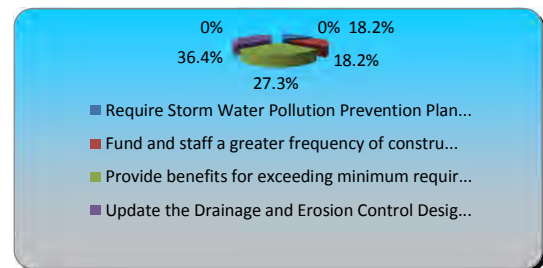 0% 0% 18.2%
36.4% 18.2%
27.3%
Require Storm Water Pollution Prevention Plan...
Fund and staff a greater frequency of constru...
Provide benefits for exceeding minimum requir...
Update the Drainage and Erosion Control Desig...